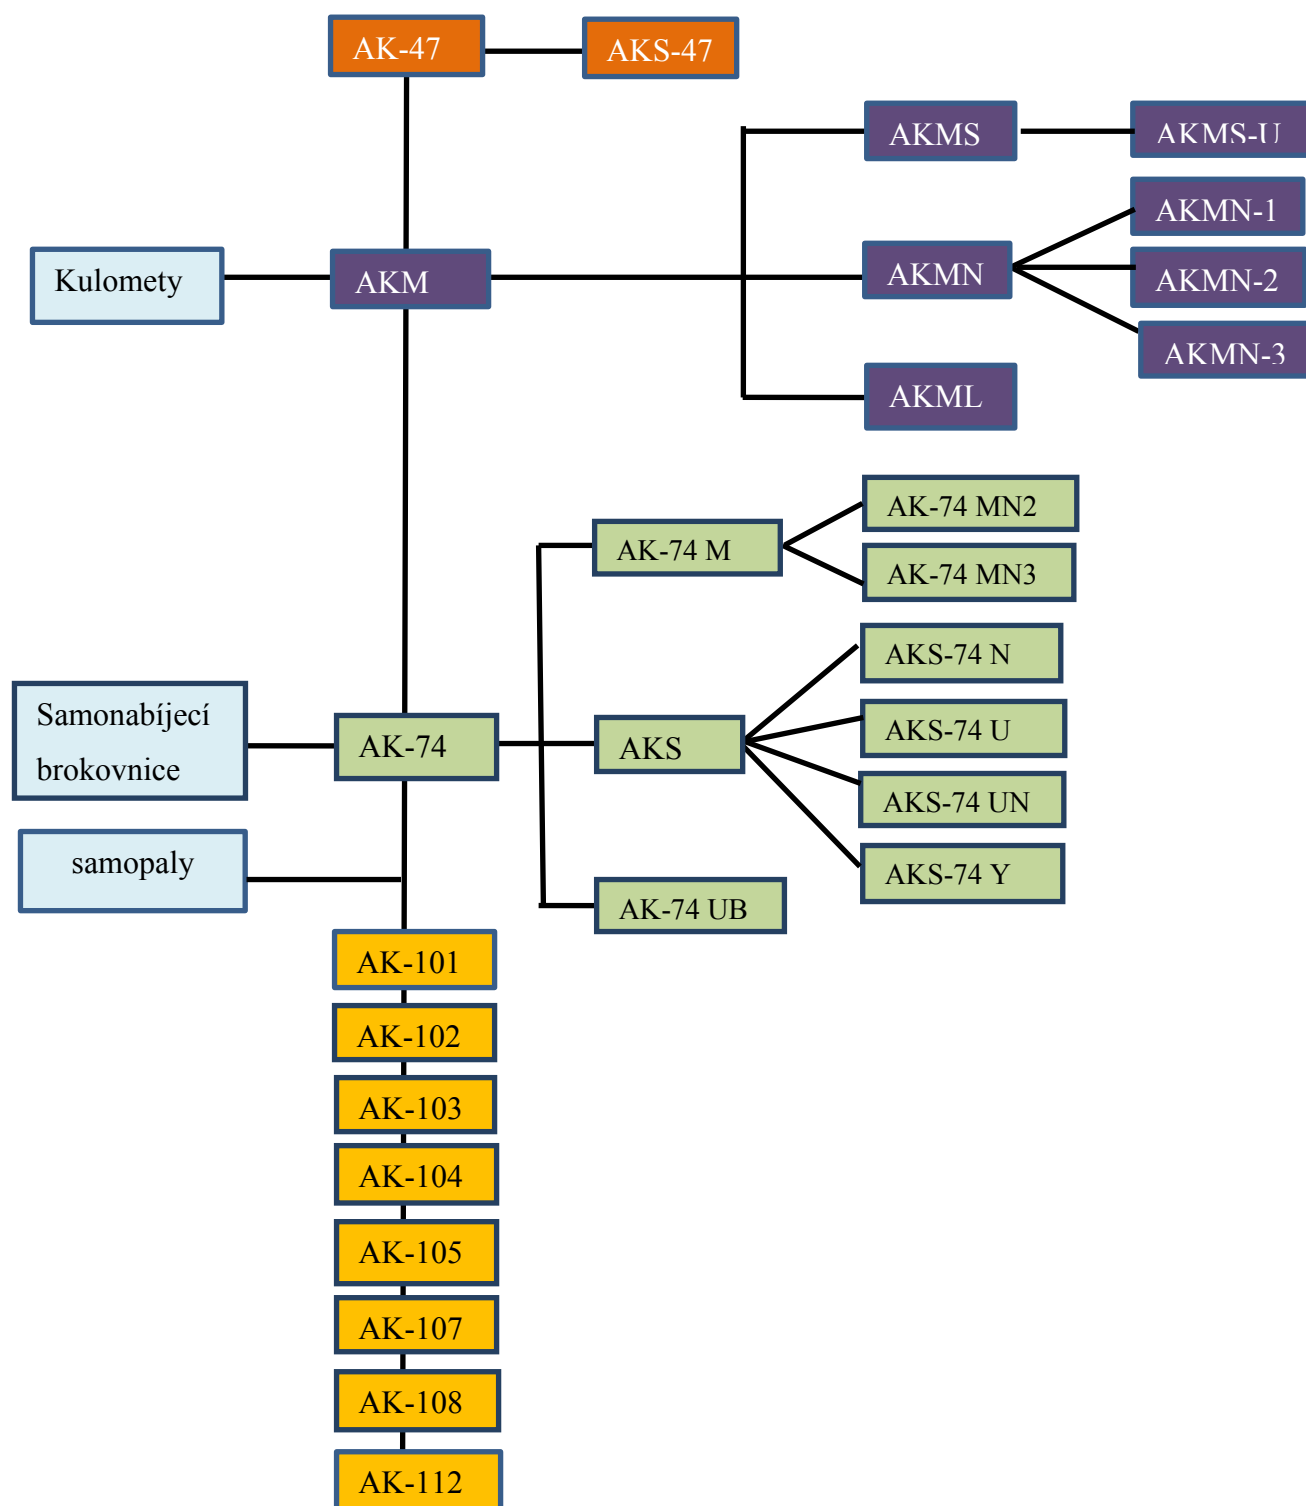 AK-47
AKS-47
AKMS
AKMS-U
AKMN-1
Kulomety
AKM
AKMN
AKMN-2
AKMN-3
AKML
AK-74 MN2
AK-74 M
AK-74 MN3
AKS-74 N
Samonabíjecí
brokovnice
AK-74
AKS
AKS-74 U
AKS-74 UN
samopaly
AKS-74 Y
AK-74 UB
AK-101
AK-102
AK-103
AK-104
AK-105
AK-107
AK-108
AK-112